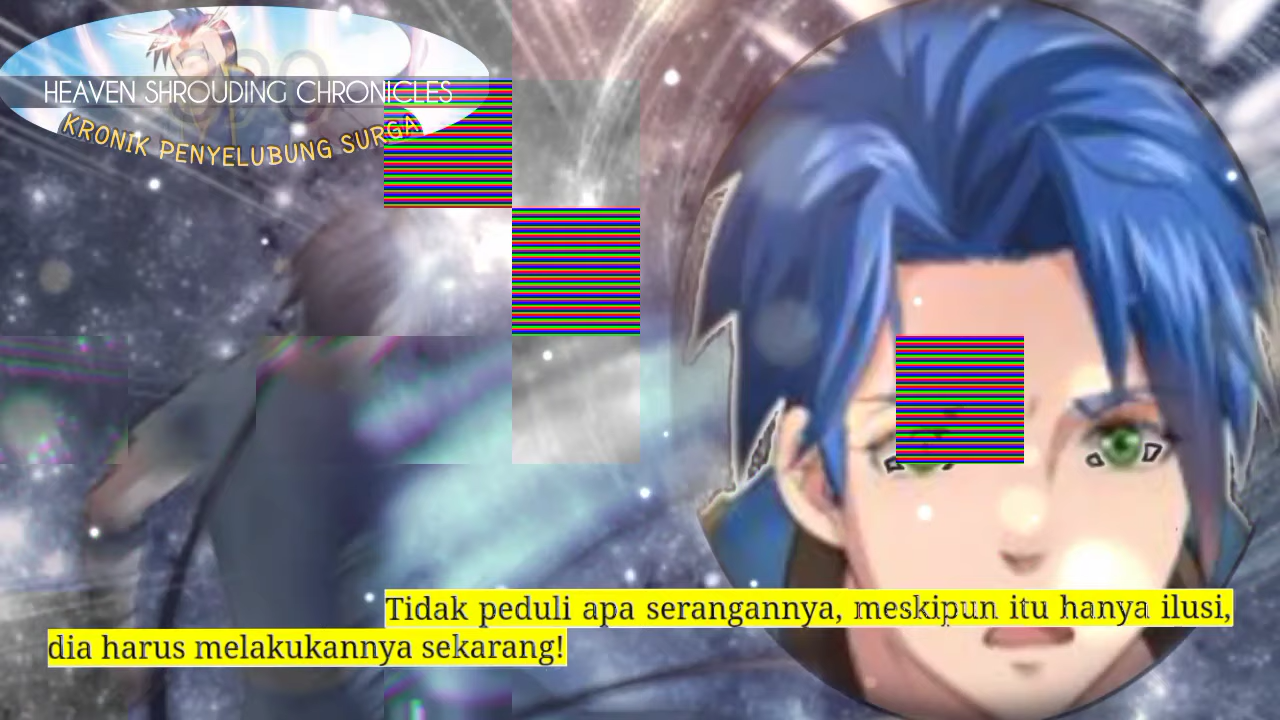 HEAVEN SHROUDING CHRONICLES
KRONIK PENYELUBUNG SURGA
Tidak peduli apa serangannya, meskipun itu hanya ilusi,
dia harus melakukannya sekarang!